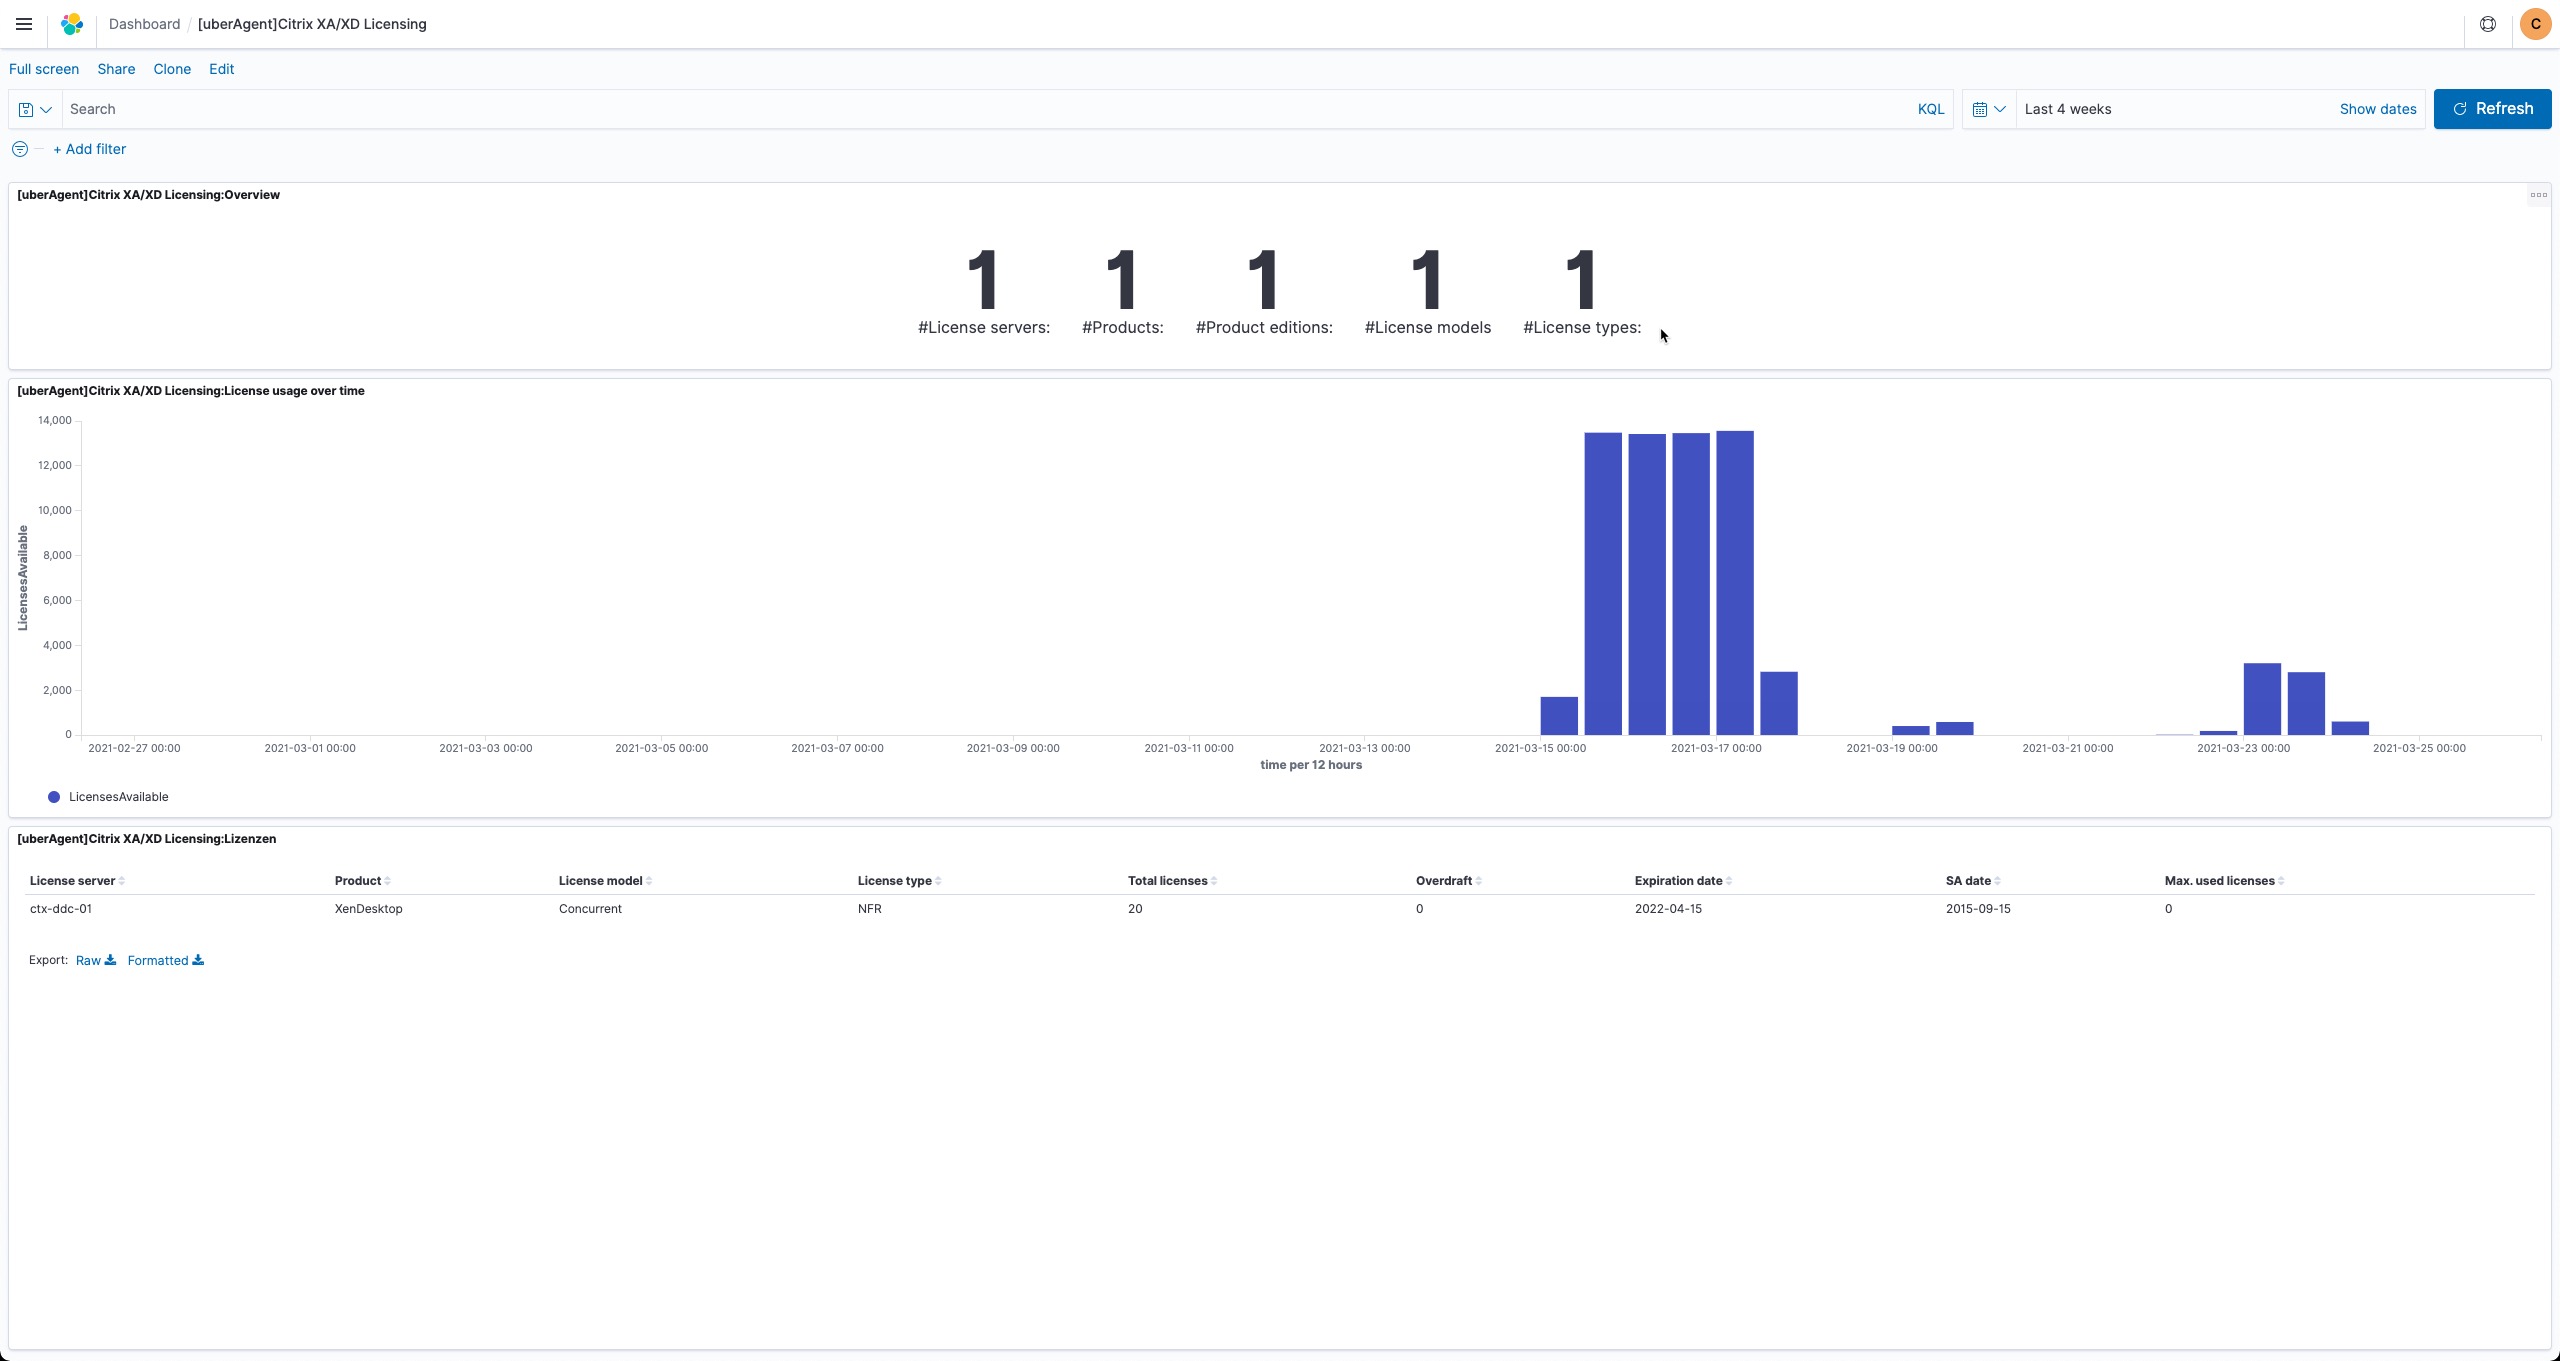 Dashboard / [uberAgent]Citrix XA/XD Licensing
C
Full screen Share Clone Edit
Search KQL Last 4 weeks Show dates Refresh
+ Add filter
[uberAgent]Citrix XA/XD Licensing:Overview
1 1 1 1 1
#License servers: #Products: #Product editions: #License models #License types:
[uberAgent]Citrix XA/XD Licensing:License usage over time
LicensesAvailable
14,000
12,000
10,000
8,000
6,000
4,000
2,000
0
2021-02-27 00:00 2021-03-01 00:00 2021-03-03 00:00 2021-03-05 00:00 2021-03-07 00:00 2021-03-09 00:00 2021-03-11 00:00 2021-03-13 00:00 2021-03-15 00:00 2021-03-17 00:00 2021-03-19 00:00 2021-03-21 00:00 2021-03-23 00:00 2021-03-25 00:00
time per 12 hours
LicensesAvailable
[uberAgent]Citrix XA/XD Licensing:Lizenzen
License server Product License model License type Total licenses Overdraft Expiration date SA date Max. used licenses
ctx-ddc-01 XenDesktop Concurrent NFR 20 0 2022-04-15 2015-09-15 0
Export: Raw Formatted